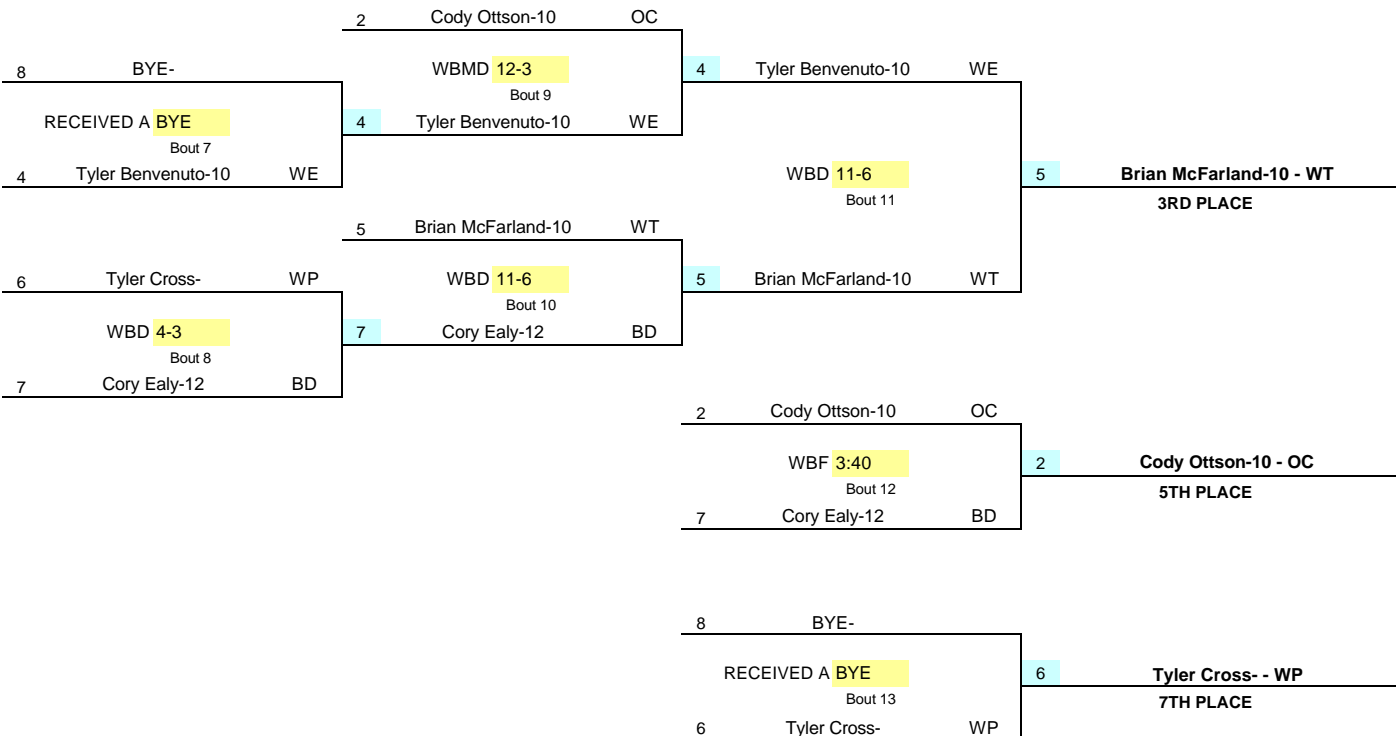 2 Cody Ottson-10 OC
8 BYE- WBMD 12-3 4 Tyler Benvenuto-10 WE
Bout 9
RECEIVED A BYE 4 Tyler Benvenuto-10 WE
Bout 7
4 Tyler Benvenuto-10 WE WBD 11-6 5 Brian McFarland-10 - WT
Bout 11 3RD PLACE
5 Brian McFarland-10 WT
6 Tyler Cross- WP WBD 11-6 5 Brian McFarland-10 WT
Bout 10
WBD 4-3 7 Cory Ealy-12 BD
Bout 8
7 Cory Ealy-12 BD
2 Cody Ottson-10 OC
WBF 3:40 2 Cody Ottson-10 - OC
Bout 12 5TH PLACE
7 Cory Ealy-12 BD
8 BYE-
RECEIVED A BYE 6 Tyler Cross- - WP
Bout 13 7TH PLACE
6 Tyler Cross- WP